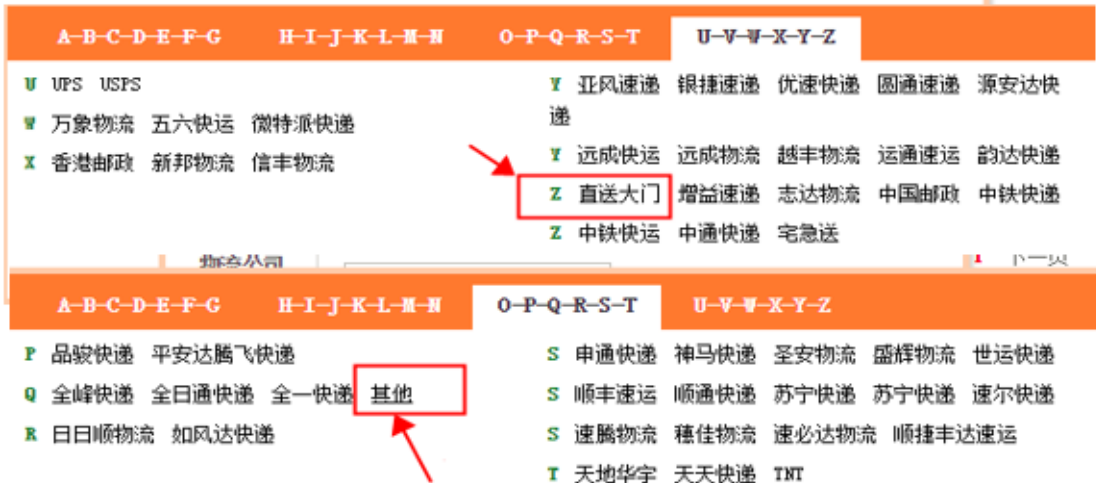 A-B-C-D-E-F-G H-I-J-K-L-M-N O-P-Q-R-S-T U-V-W-X-Y-Z
U UPS USPS
W 万象物流 五六快运 微特派快递
X 香港邮政 新邦物流 信丰物流
Y 亚风速递 银捷速递 优速快递 圆通速递 源安达快
递
Y 远成快运 远成物流 越丰物流 运通速运 韵达快递
Z 直送大门 增益速递 志达物流 中国邮政 中铁快递
Z 中铁快运 中通快递 宅急送
物流公司
下一页
A-B-C-D-E-F-G H-I-J-K-L-M-N O-P-Q-R-S-T U-V-W-X-Y-Z
P 品骏快递 平安达腾飞快递
Q 全峰快递 全日通快递 全一快递 其他
R 日日顺物流 如风达快递
S 申通快递 神马快递 圣安物流 盛辉物流 世运快递
S 顺丰速运 顺通快递 苏宁快递 苏宁快递 速尔快递
S 速腾物流 穗佳物流 速必达物流 顺捷丰达速运
T 天地华宇 天天快递 TNT